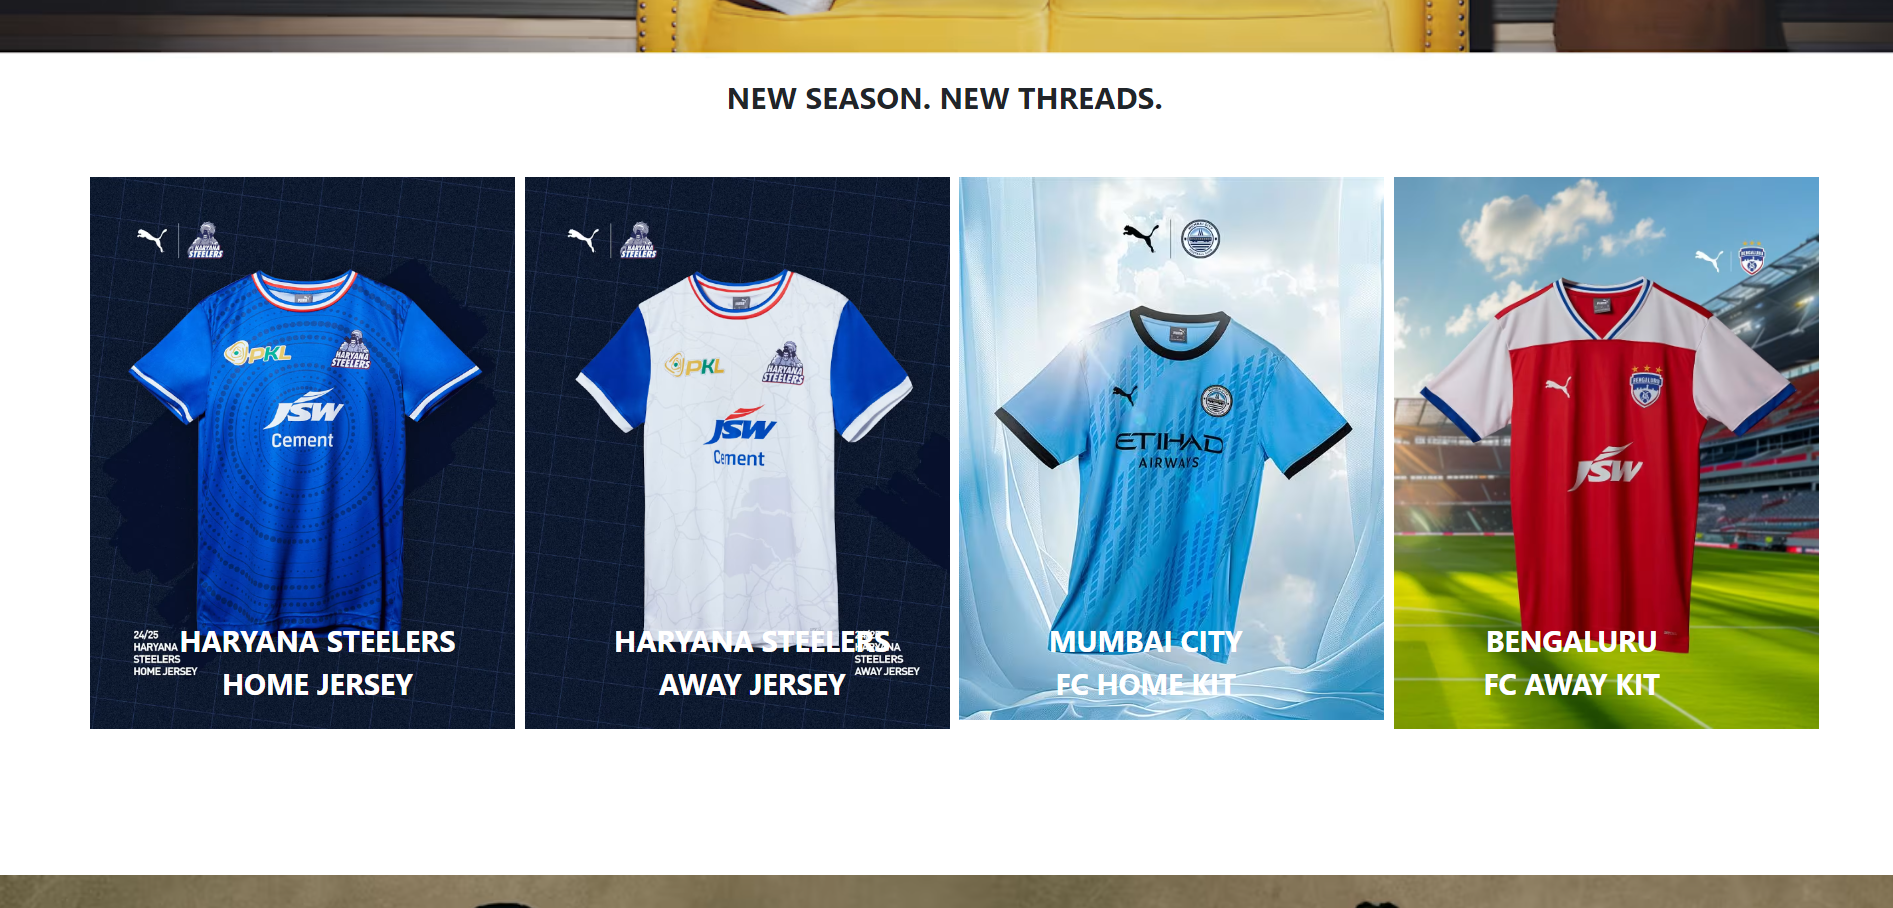 NEW SEASON. NEW THREADS.
HARYANA
STEELERS
PKL
HARYANA
STEELERS
JSW
Cement
24/25
HARYANA
STEELERS
HOME JERSEY
HARYANA STEELERS
HOME JERSEY
HARYANA
STEELERS
PKL
HARYANA
STEELERS
JSW
Cement
HARYANA STEELERS
AWAY JERSEY
STEELERS
AWAY JERSEY
ETIHAD
AIRWAYS
MUMBAI CITY
FC HOME KIT
BENGALURU
BENGALURU
JSW
BENGALURU
FC AWAY KIT